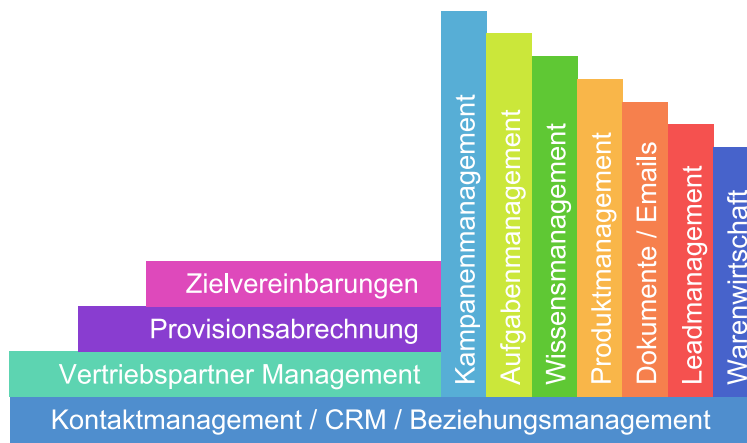 Zielvereinbarungen
Provisionsabrechnung
Vertriebspartner Management
Kampanenmanagement
Aufgabenmanagement
Wissensmanagement
Produktmanagement
Dokumente / Emails
Leadmanagement
Warenwirtschaft
Kontaktmanagement / CRM / Beziehungsmanagement